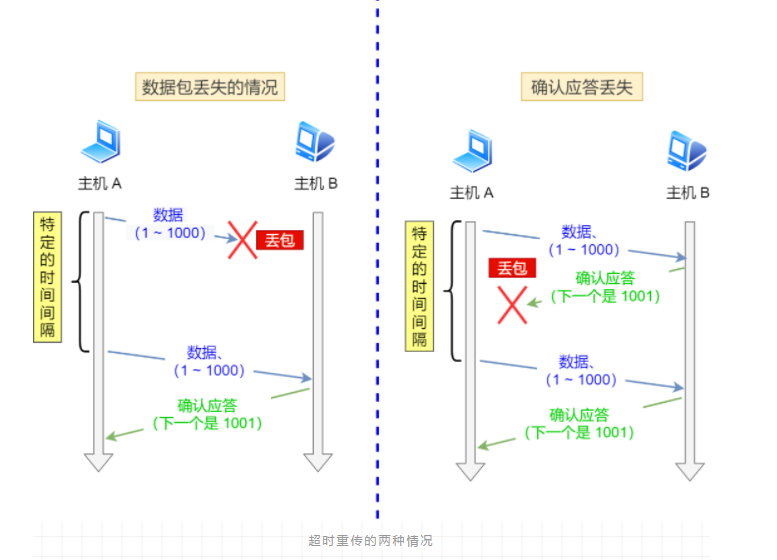 数据包丢失的情况
主机 A
主机 B
特定的时间间隔
数据
（1 ~ 1000）
丢包
数据、
（1 ~ 1000）
确认应答
（下一个是 1001）
确认应答丢失
主机 A
主机 B
特定的时间间隔
数据、
（1 ~ 1000）
丢包
确认应答
（下一个是 1001）
数据、
（1 ~ 1000）
确认应答
（下一个是 1001）
超时重传的两种情况